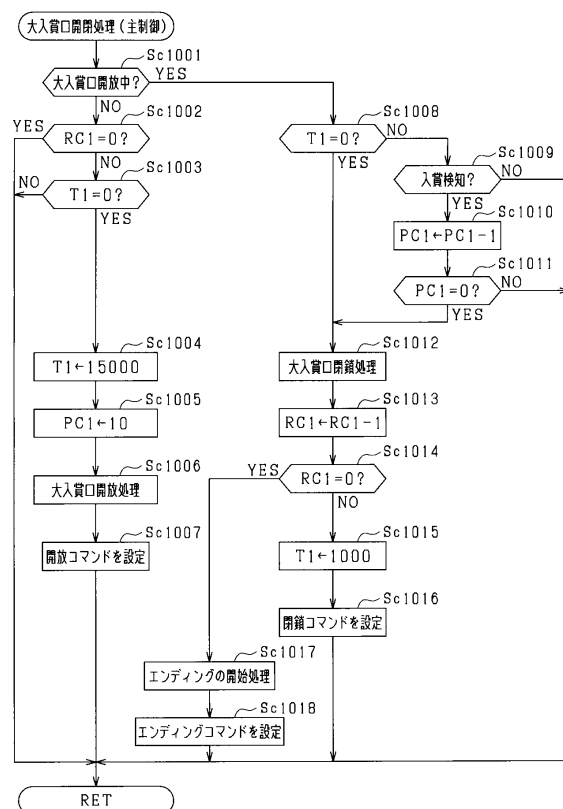 大入賞口開閉処理(主制御)
Sc1001
大入賞口開放中?
YES
NO
Sc1002
RC1=0?
YES
NO
Sc1003
T1=0?
NO
YES
Sc1004
T1←15000
Sc1005
PC1←10
Sc1006
大入賞口開放処理
Sc1007
開放コマンドを設定
Sc1008
T1=0?
NO
YES
Sc1009
入賞検知?
NO
YES
Sc1010
PC1←PC1-1
Sc1011
PC1=0?
NO
YES
Sc1012
大入賞口閉鎖処理
Sc1013
RC1←RC1-1
Sc1014
RC1=0?
YES
NO
Sc1015
T1←1000
Sc1016
閉鎖コマンドを設定
Sc1017
エンディングの開始処理
Sc1018
エンディングコマンドを設定
RET